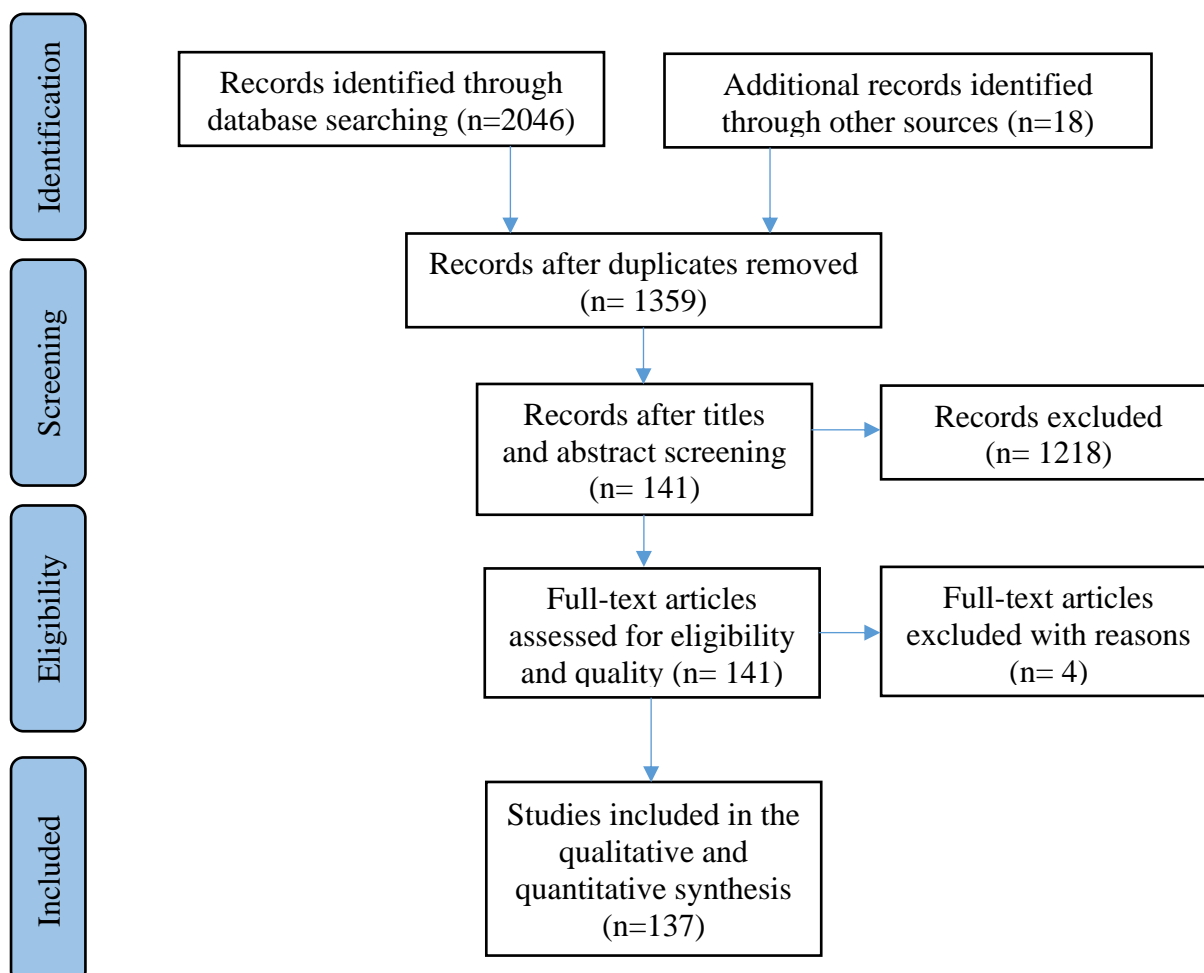 Identification
Records identified through
database searching (n=2046)
Additional records identified
through other sources (n=18)
Records after duplicates removed
(n= 1359)
Screening
Records after titles
and abstract screening
(n= 141)
Records excluded
(n= 1218)
Eligibility
Full-text articles
assessed for eligibility
and quality (n= 141)
Full-text articles
excluded with reasons
(n= 4)
Included
Studies included in the
qualitative and
quantitative synthesis
(n=137)